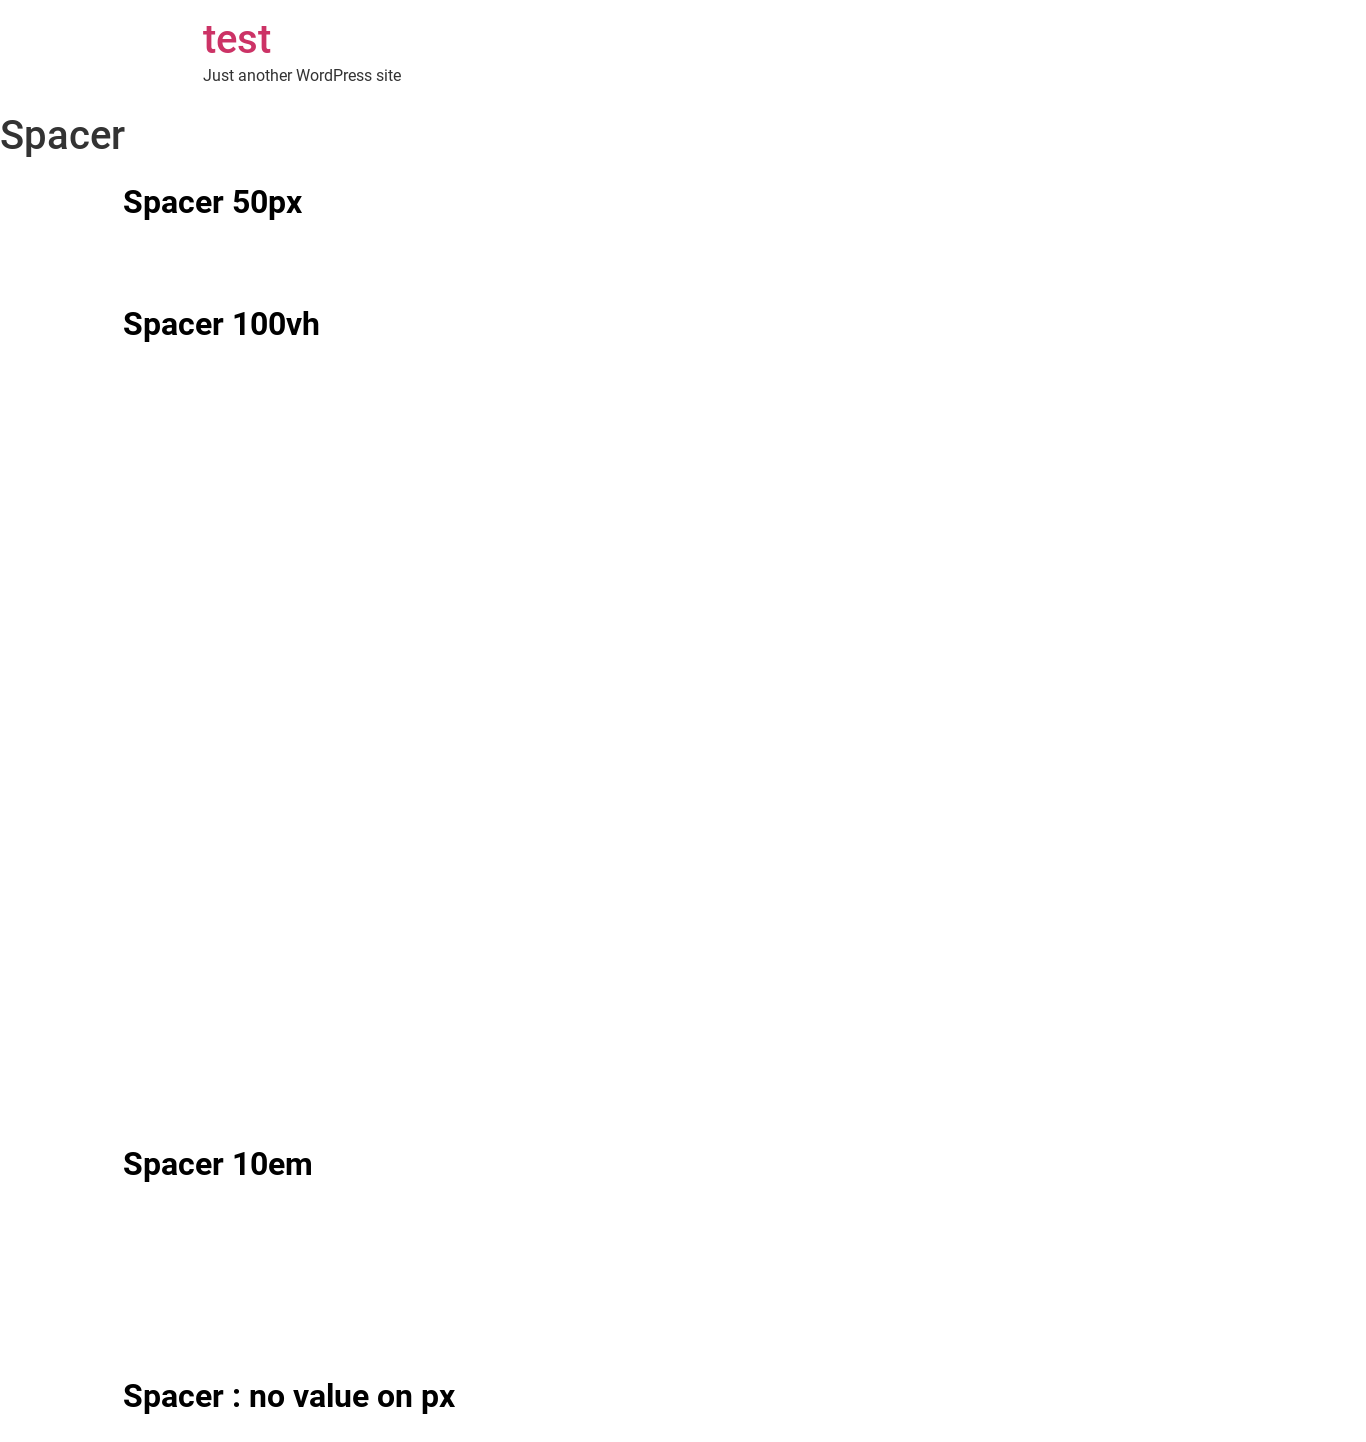 test
Just another WordPress site
Spacer
Spacer 50px
Spacer 100vh
Spacer 10em
Spacer : no value on px